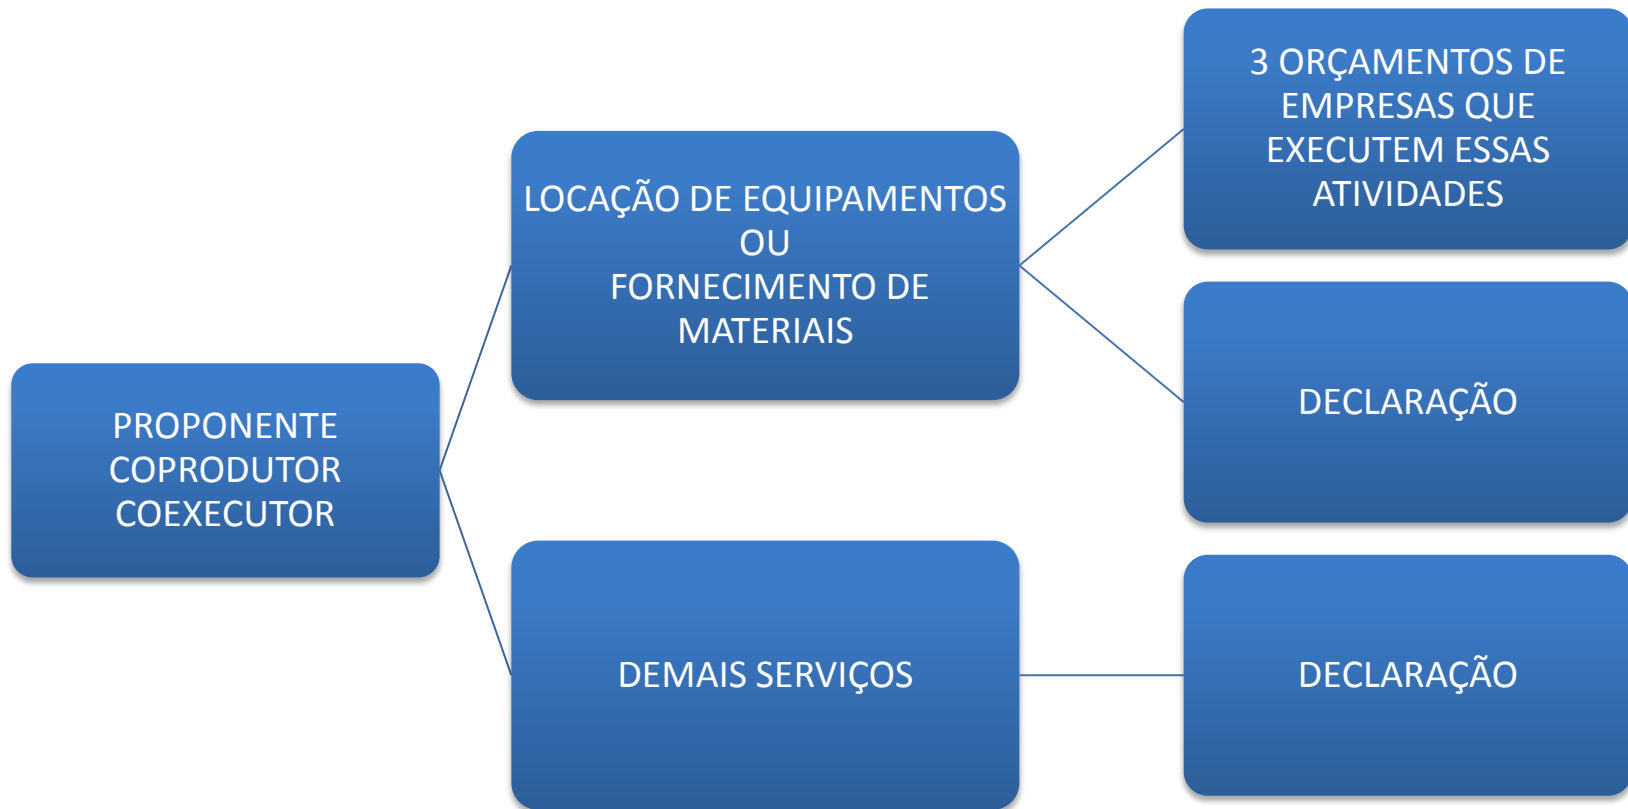 PROPONENTE
COPRODUTOR
COEXECUTOR
LOCAÇÃO DE EQUIPAMENTOS
OU
FORNECIMENTO DE
MATERIAIS
3 ORÇAMENTOS DE
EMPRESAS QUE
EXECUTEM ESSAS
ATIVIDADES
DECLARAÇÃO
DEMAIS SERVIÇOS
DECLARAÇÃO